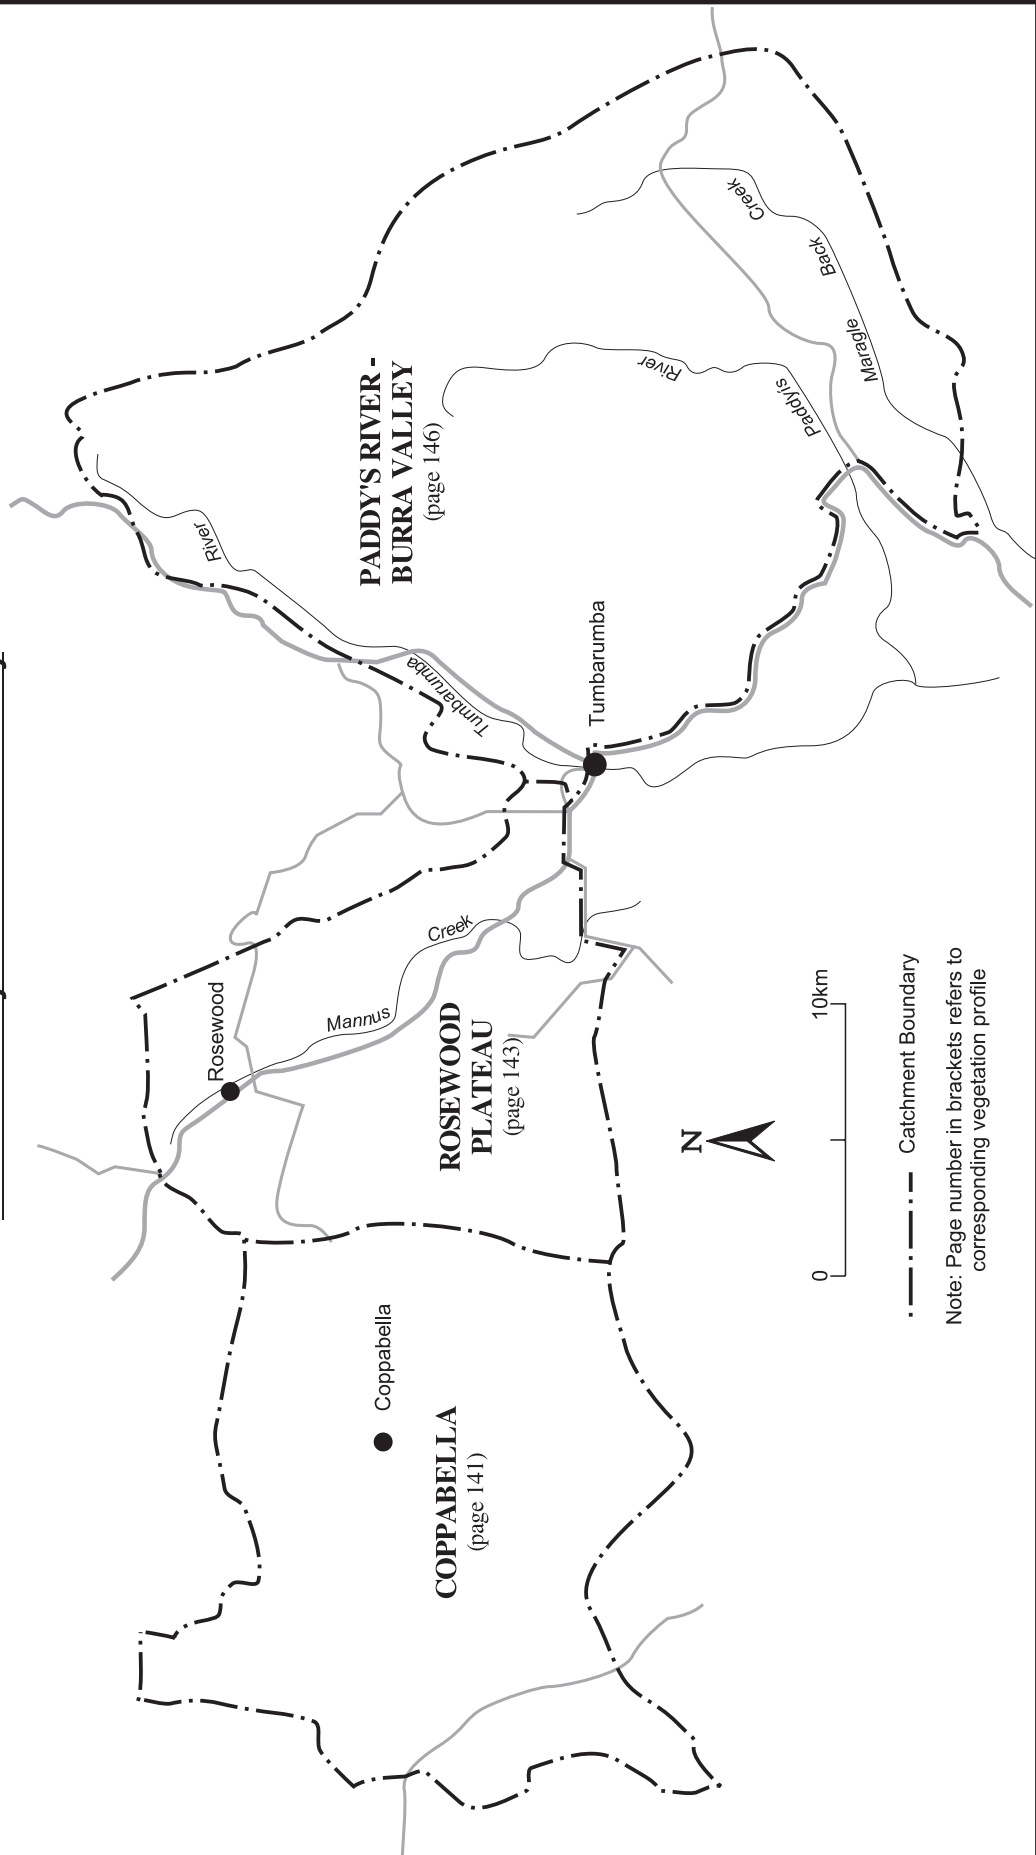 PADDY'S RIVER -
BURRA VALLEY
(page 146)
River
Tumbarumba
Tumbarumba
River
Paddyis
Creek
Back
Maragle
Rosewood
Mannus
Creek
ROSEWOOD
PLATEAU
(page 143)
Coppabella
COPPABELLA
(page 141)
N
0
10km
Catchment Boundary
Note: Page number in brackets refers to
corresponding vegetation profile